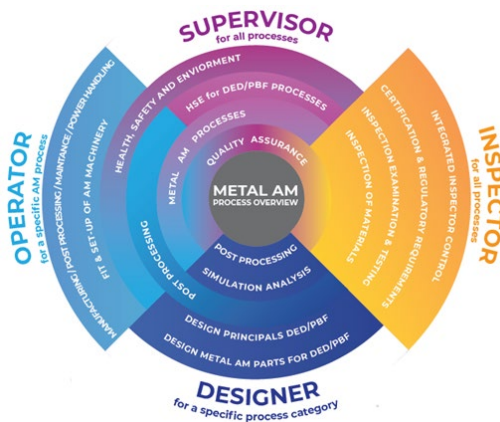 SUPERVISOR
for all processes
HEALTH, SAFETY AND ENVIORMENT
HSE for DED/PBF PROCESSES
METAL AM PROCESSES
QUALITY ASSURANCE
OPERATOR
for a specific AM process
MANUFACTURING / POST PROCESSING / MAINTANCE / POWER HANDLING
FIT & SET-UP OF AM MACHINERY
POST PROCESSING
METAL AM
PROCESS OVERVIEW
INSPECTOR
for all processes
INTEGRATED INSPECTOR CONTROL
CERTIFICATION & REGULATORY REQUIREMENTS
INSPECTION EXAMINATION & TESTING
INSPECTION OF MATERIALS
POST PROCESSING
SIMULATION ANALYSIS
DESIGN PRINCIPALS DED/PBF
DESIGN METAL AM PARTS FOR DED/PBF
DESIGNER
for a specific process category